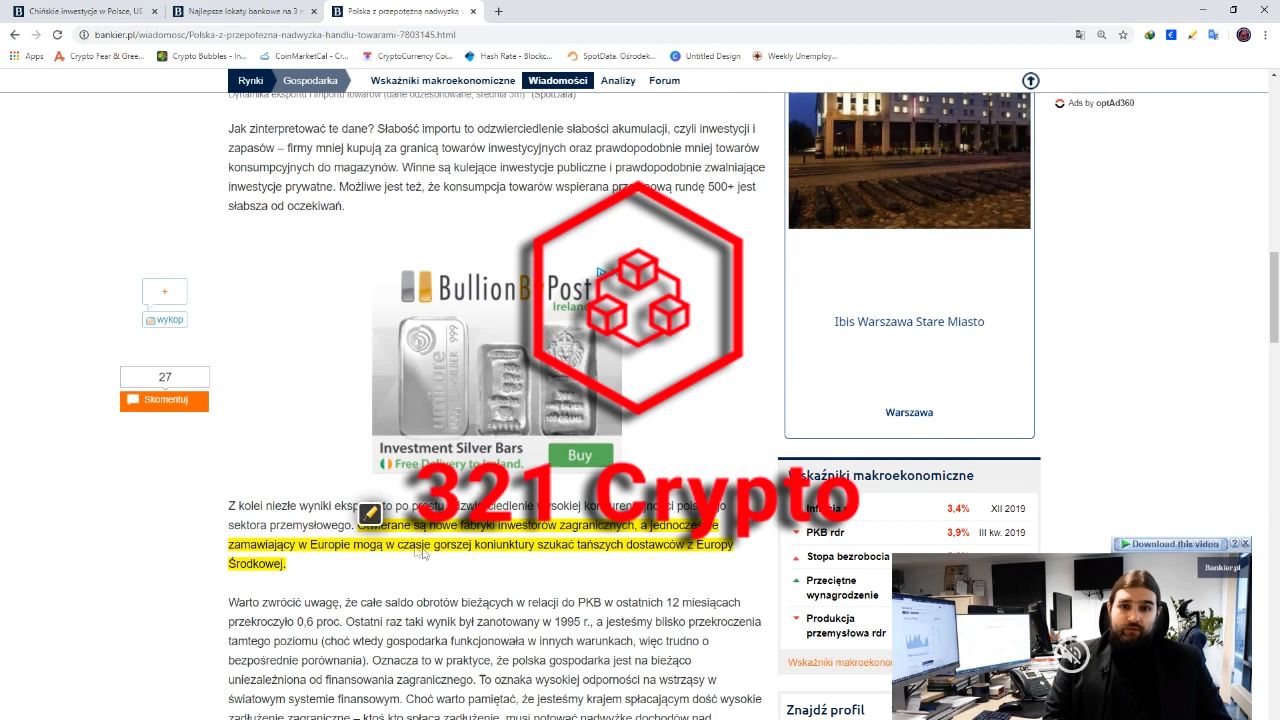 Chińskie inwestycje w Polsce, UE
Najlepsze lokaty bankowe na 3 m
Polska z przepotężną nadwyżką
bankier.pl/wiadomosc/Polska-z-przepotezna-nadwyzka-handlu-towarami-7803145.html
Apps
Crypto Fear & Gree...
Crypto Bubbles - In...
CoinMarketCal - Cr...
CryptoCurrency Coi...
Hash Rate - Blockc...
SpotData. Ośrodek...
Untitled Design
Weekly Unemploy...
Rynki
Gospodarka
Wskaźniki makroekonomiczne
Wiadomości
Analizy
Forum
Dynamika eksportu i importu towarów (dane odsezonowane, średnia 3m) (SpotData)
Ads by optAd360
Jak zinterpretować te dane? Słabość importu to odzwierciedlenie słabości akumulacji, czyli inwestycji i
zapasów – firmy mniej kupują za granicą towarów inwestycyjnych oraz prawdopodobnie mniej towarów
konsumpcyjnych do magazynów. Winne są kulejące inwestycje publiczne i prawdopodobnie zwalniające
inwestycje prywatne. Możliwe jest też, że konsumpcja towarów wspierana przez nową rundę 500+ jest
słabsza od oczekiwań.
+
wykop
27
Skomentuj
BullionByPost
Ireland
Investment Silver Bars
Free Delivery to Ireland.
Buy
Ibis Warszawa Stare Miasto
Warszawa
321 Crypto
Z kolei niezłe wyniki eksportu to po prostu odzwierciedlenie wysokiej konkurencyjności polskiego
sektora przemysłowego. Otwierane są nowe fabryki inwestorów zagranicznych, a jednocześnie
zamawiający w Europie mogą w czasie gorszej koniunktury szukać tańszych dostawców z Europy
Środkowej.
Warto zwrócić uwagę, że całe saldo obrotów bieżących w relacji do PKB w ostatnich 12 miesiącach
przekroczyło 0,6 proc. Ostatni raz taki wynik był zanotowany w 1995 r., a jesteśmy blisko przekroczenia
tamtego poziomu (choć wtedy gospodarka funkcjonowała w innych warunkach, więc trudno o
bezpośrednie porównania). Oznacza to w praktyce, że polska gospodarka jest na bieżąco
uniezależniona od finansowania zagranicznego. To oznaka wysokiej odporności na wstrząsy w
światowym systemie finansowym. Choć warto pamiętać, że jesteśmy krajem spłacającym dość wysokie
zadłużenie zagraniczne – ktoś kto spłaca zadłużenie, musi notować nadwyżkę dochodów nad
Wskaźniki makroekonomiczne
Inflacja 3,4% XII 2019
PKB rdr 3,9% III kw. 2019
Stopa bezrobocia
Przeciętne
wynagrodzenie
Produkcja
przemysłowa rdr
Wskaźniki makroekono
Znajdź profil
Download this video
? X
Bankier.pl